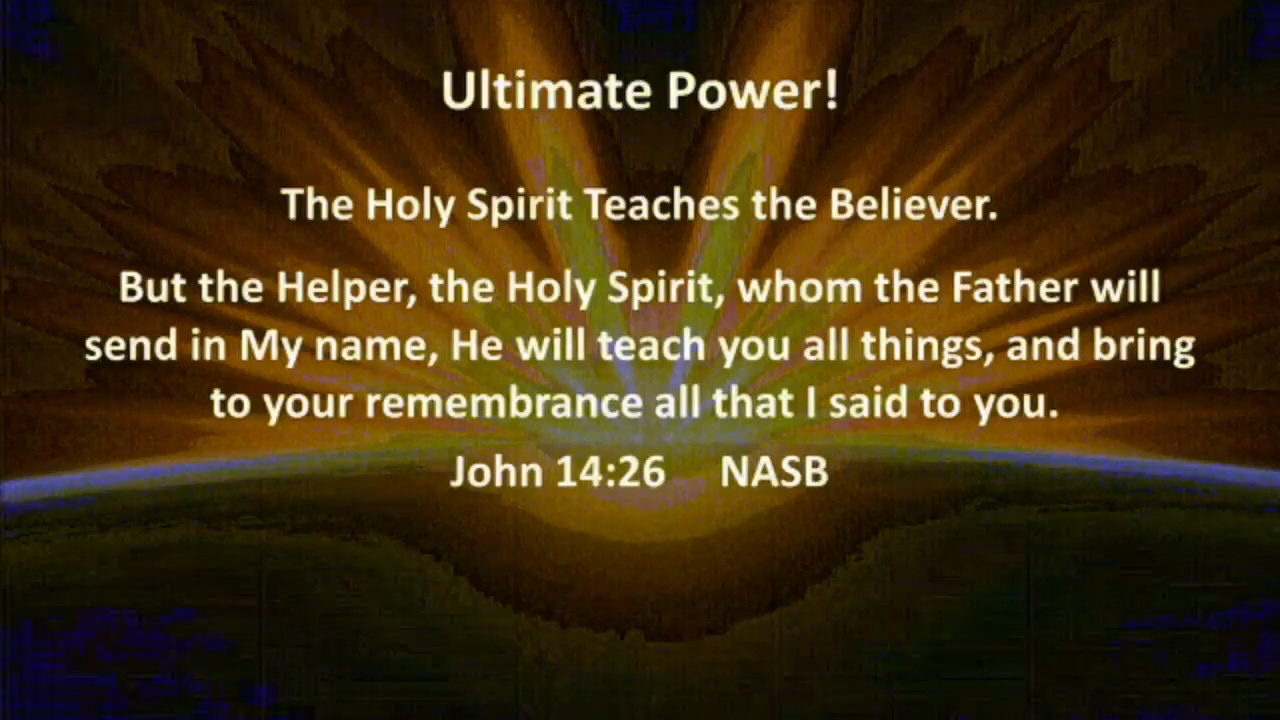 Ultimate Power!
The Holy Spirit Teaches the Believer.
But the Helper, the Holy Spirit, whom the Father will
send in My name, He will teach you all things, and bring
to your remembrance all that I said to you.
John 14:26 NASB